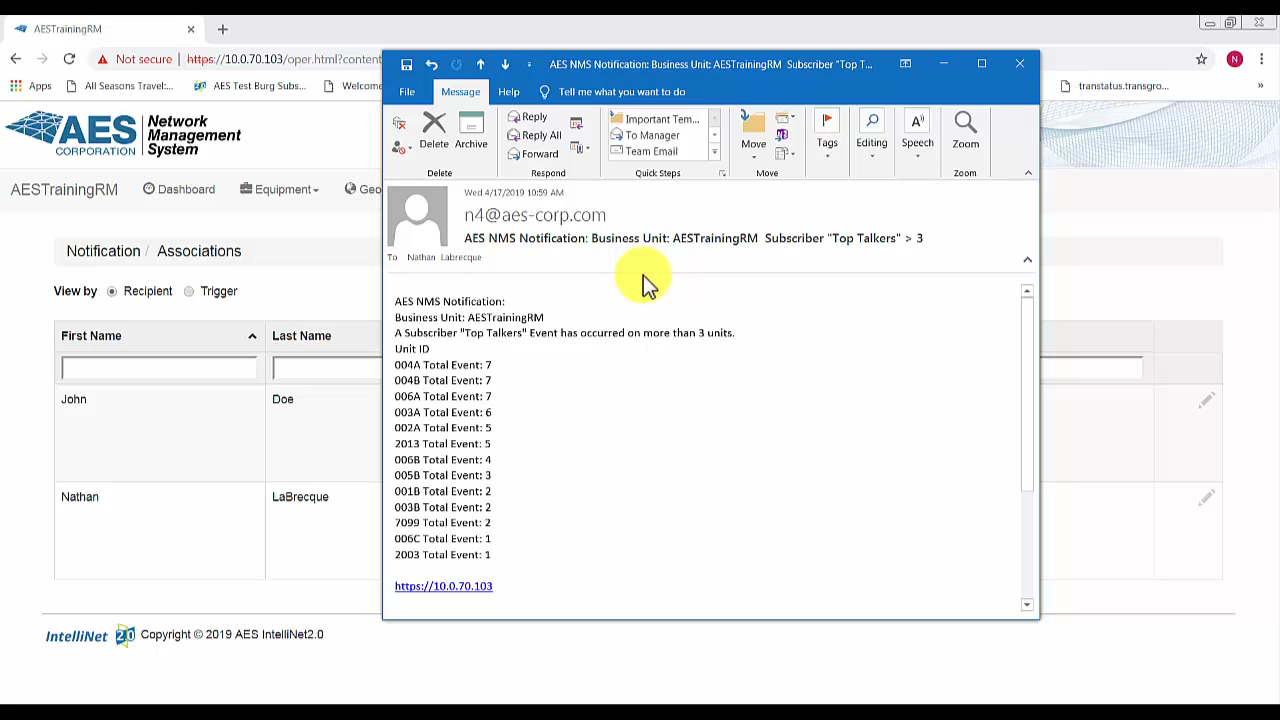 AESTrainingRM
Not secure
https://10.0.70.103/oper.html?content
N
Apps
All Seasons Travel:...
AES Test Burg Subs...
Welcome
transtatus.transgro...
»
AES
CORPORATION
Network
Management
System
AESTrainingRM
Dashboard
Equipment
Geo
Notification / Associations
View by
Recipient
Trigger
First Name
Last Name
John
Doe
Nathan
LaBrecque
IntelliNet 2.0
Copyright © 2019 AES IntelliNet2.0
AES NMS Notification: Business Unit: AESTrainingRM Subscriber "Top T...
File
Message
Help
Tell me what you want to do
Delete
Archive
Delete
Reply
Reply All
Forward
Respond
Important Tem...
To Manager
Team Email
Quick Steps
Move
Move
Tags
Editing
Speech
Zoom
Zoom
Wed 4/17/2019 10:59 AM
n4@aes-corp.com
AES NMS Notification: Business Unit: AESTrainingRM Subscriber "Top Talkers" > 3
To Nathan Labrecque
AES NMS Notification:
Business Unit: AESTrainingRM
A Subscriber "Top Talkers" Event has occurred on more than 3 units.
Unit ID
004A Total Event: 7
004B Total Event: 7
006A Total Event: 7
003A Total Event: 6
002A Total Event: 5
2013 Total Event: 5
006B Total Event: 4
005B Total Event: 3
001B Total Event: 2
003B Total Event: 2
7099 Total Event: 2
006C Total Event: 1
2003 Total Event: 1
https://10.0.70.103